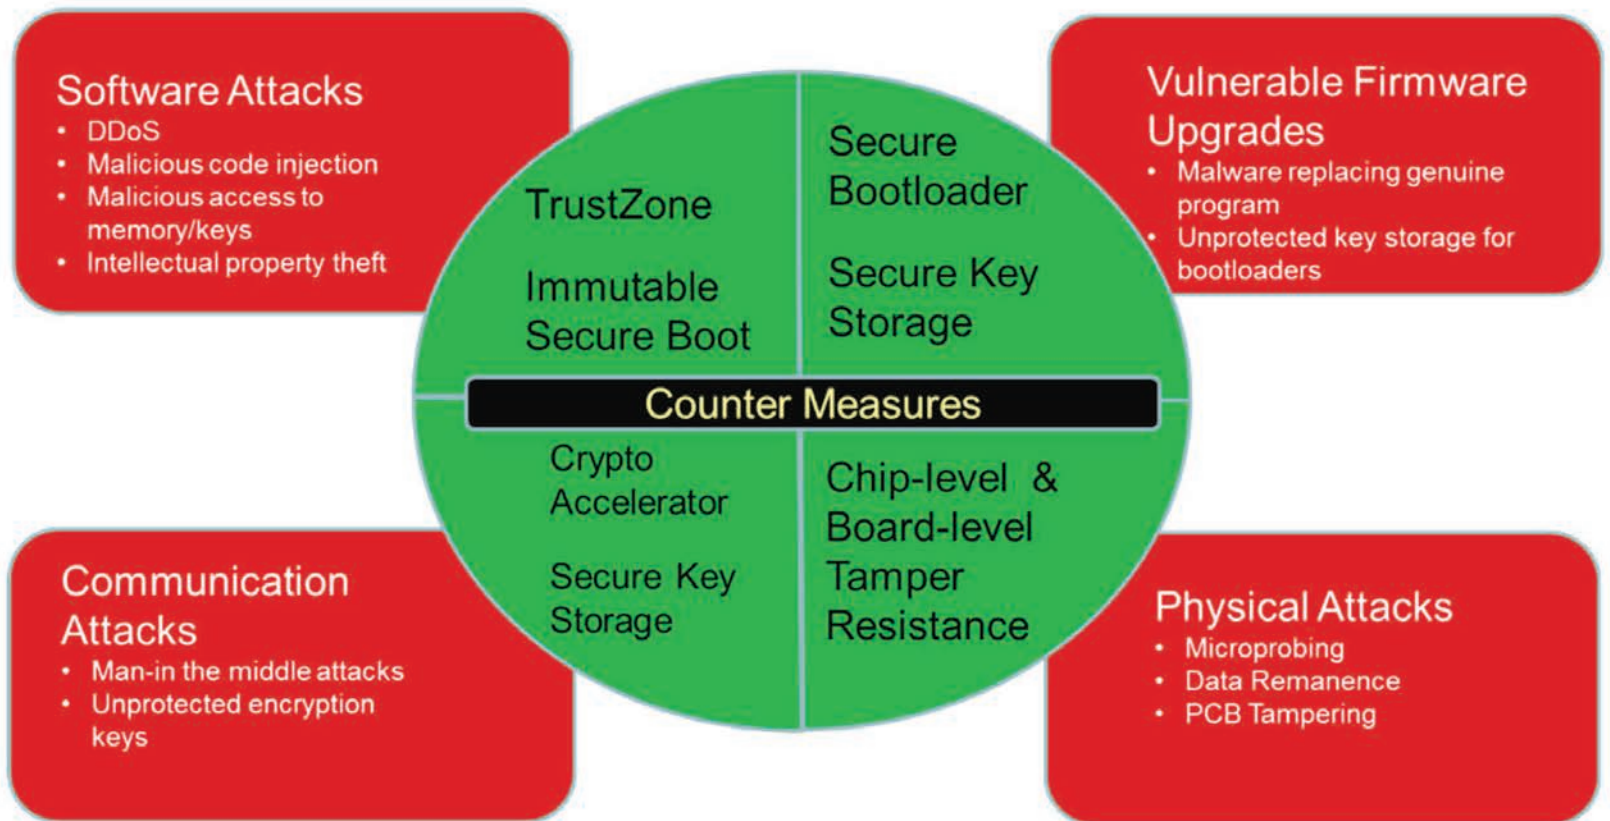 Software Attacks
• DDoS
• Malicious code injection
• Malicious access to
memory/keys
• Intellectual property theft
Vulnerable Firmware
Upgrades
• Malware replacing genuine
program
• Unprotected key storage for
bootloaders
TrustZone
Immutable
Secure Boot
Secure
Bootloader
Secure Key
Storage
Counter Measures
Crypto
Accelerator
Secure Key
Storage
Chip-level &
Board-level
Tamper
Resistance
Communication
Attacks
• Man-in the middle attacks
• Unprotected encryption
keys
Physical Attacks
• Microprobing
• Data Remanence
• PCB Tampering